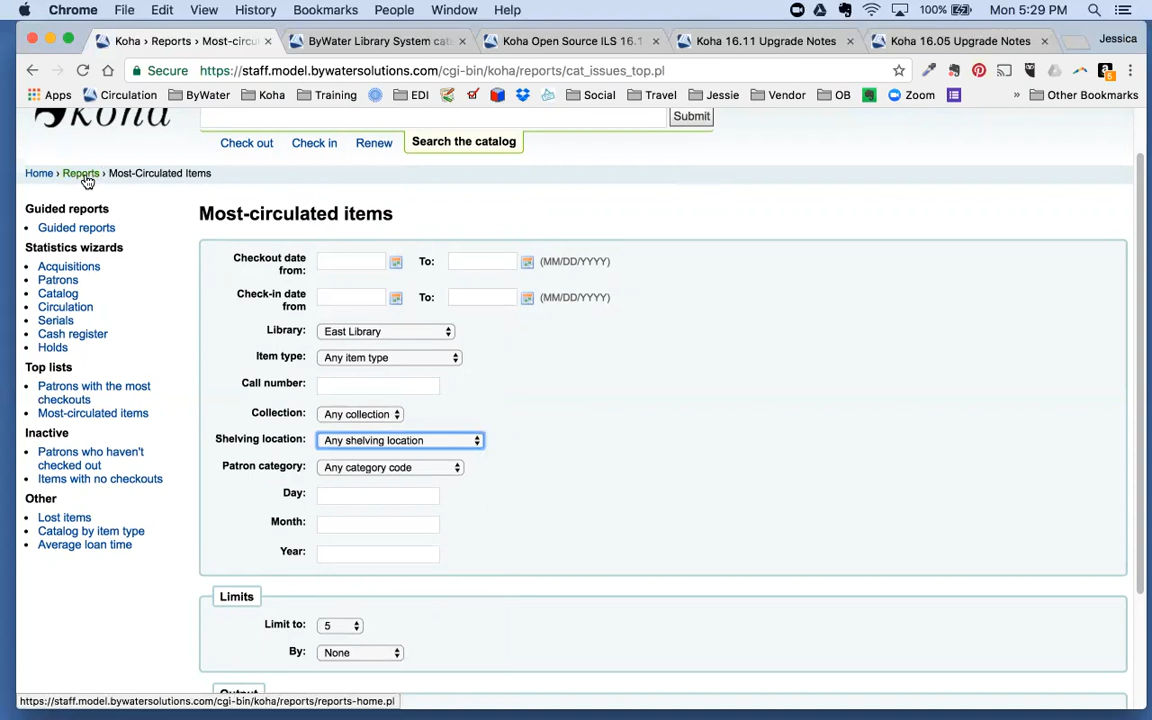 Chrome File Edit View History Bookmarks People Window Help 100% Mon 5:29 PM
Koha › Reports › Most-circu × ByWater Library System cat × Koha Open Source ILS 16.1 × Koha 16.11 Upgrade Notes × Koha 16.05 Upgrade Notes × Jessica
Secure https://staff.model.bywatersolutions.com/cgi-bin/koha/reports/cat_issues_top.pl
Apps Circulation ByWater Koha Training EDI Social Travel Jessie Vendor OB Zoom » Other Bookmarks
koha Submit
Check out Check in Renew Search the catalog
Home › Reports › Most-Circulated Items
Guided reports
Guided reports
Statistics wizards
Acquisitions
Patrons
Catalog
Circulation
Serials
Cash register
Holds
Top lists
Patrons with the most
checkouts
Most-circulated items
Inactive
Patrons who haven't
checked out
Items with no checkouts
Other
Lost items
Catalog by item type
Average loan time
Most-circulated items
Checkout date
from: To: (MM/DD/YYYY)
Check-in date
from To: (MM/DD/YYYY)
Library: East Library
Item type: Any item type
Call number:
Collection: Any collection
Shelving location: Any shelving location
Patron category: Any category code
Day:
Month:
Year:
Limits
Limit to: 5
By: None
Output
https://staff.model.bywatersolutions.com/cgi-bin/koha/reports/reports-home.pl